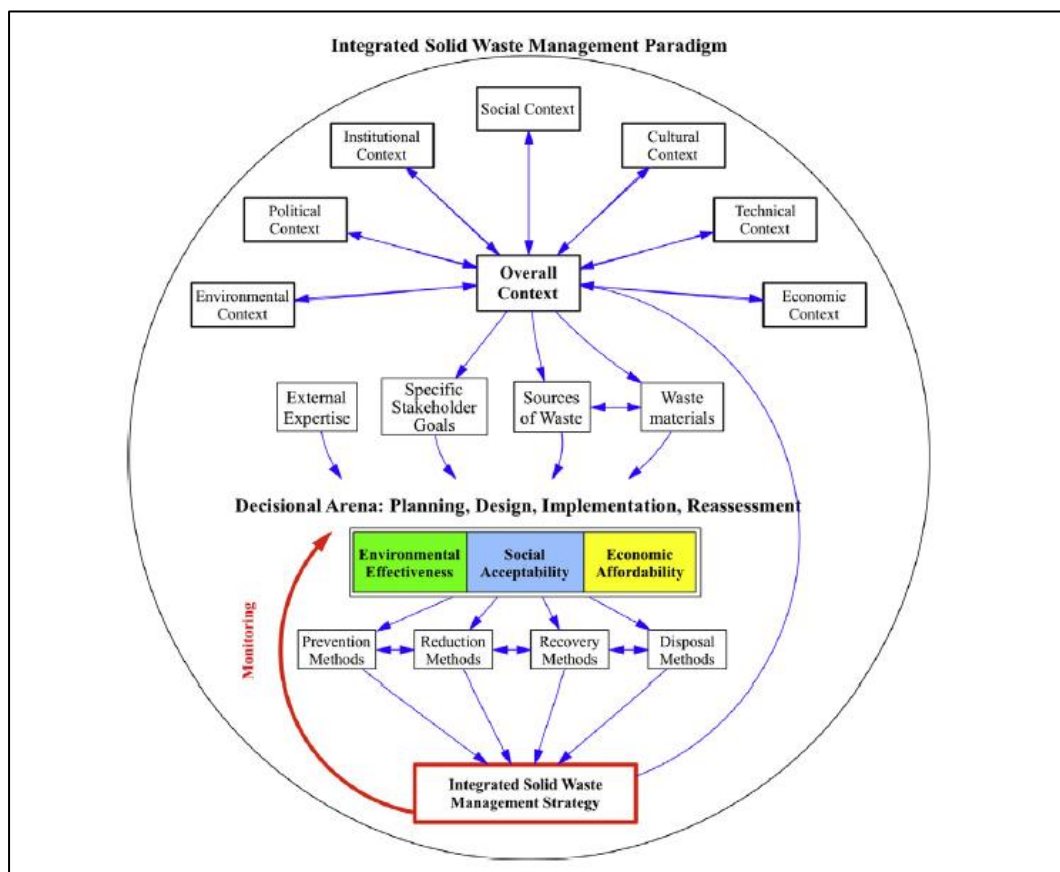 Integrated Solid Waste Management Paradigm
Social Context
Institutional
Context
Cultural
Context
Political
Context
Technical
Context
Overall
Context
Environmental
Context
Economic
Context
External
Expertise
Specific
Stakeholder
Goals
Sources
of Waste
Waste
materials
Decisional Arena: Planning, Design, Implementation, Reassessment
Environmental
Effectiveness
Social
Acceptability
Economic
Affordability
Monitoring
Prevention
Methods
Reduction
Methods
Recovery
Methods
Disposal
Methods
Integrated Solid Waste
Management Strategy